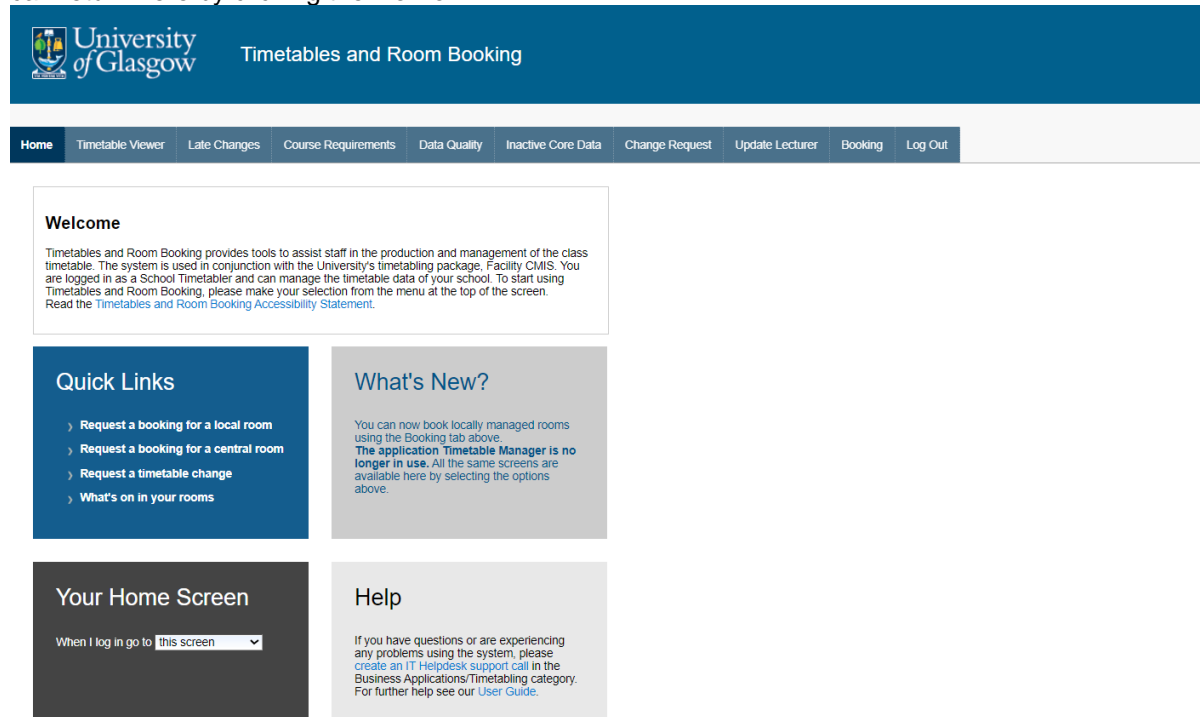 University
of Glasgow
Timetables and Room Booking
Home Timetable Viewer Late Changes Course Requirements Data Quality Inactive Core Data Change Request Update Lecturer Booking Log Out
Welcome
Timetables and Room Booking provides tools to assist staff in the production and management of the class
timetable. The system is used in conjunction with the University's timetabling package, Facility CMIS. You
are logged in as a School Timetabler and can manage the timetable data of your school. To start using
Timetables and Room Booking, please make your selection from the menu at the top of the screen.
Read the Timetables and Room Booking Accessibility Statement.
Quick Links
Request a booking for a local room
Request a booking for a central room
Request a timetable change
What's on in your rooms
What's New?
You can now book locally managed rooms
using the Booking tab above.
The application Timetable Manager is no
longer in use. All the same screens are
available here by selecting the options
above.
Your Home Screen
When I log in go to this screen
Help
If you have questions or are experiencing
any problems using the system, please
create an IT Helpdesk support call in the
Business Applications/Timetabling category.
For further help see our User Guide.